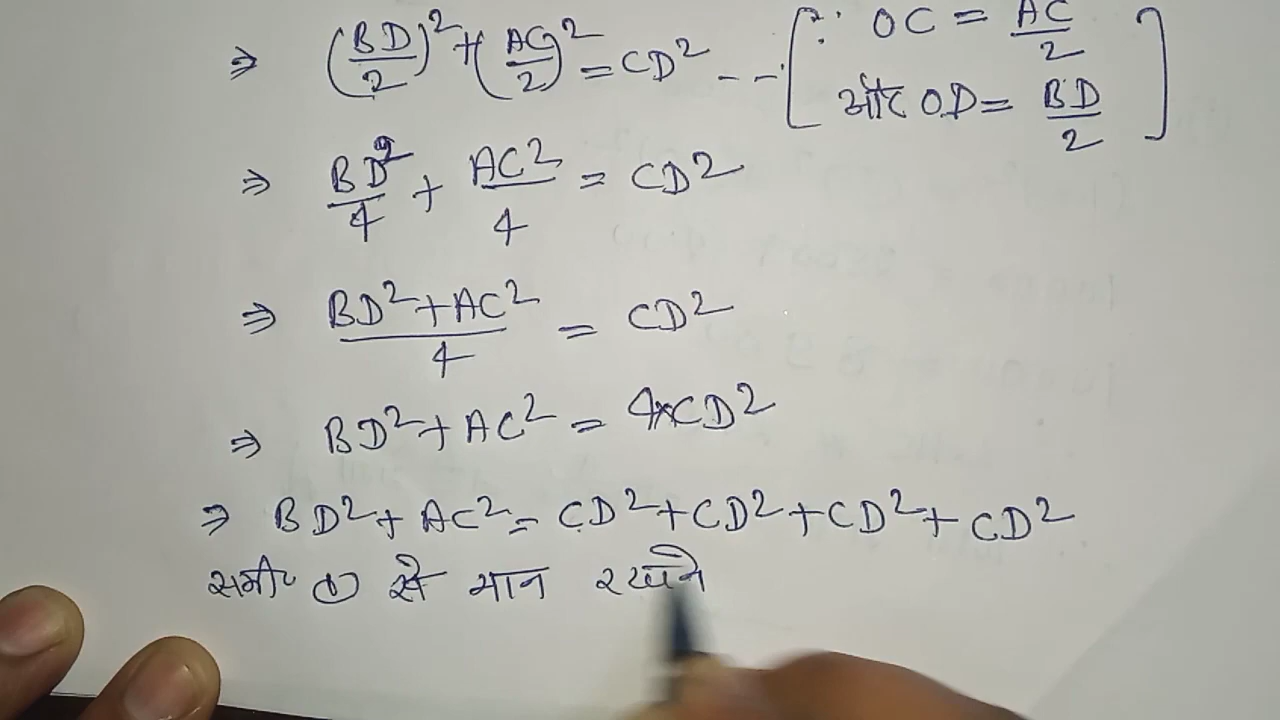 ⇒ (BD/2)² + (AC/2)² = CD² --- [∵ OC = AC/2
और OD = BD/2]
⇒ BD²/4 + AC²/4 = CD²
⇒ (BD² + AC²)/4 = CD²
⇒ BD² + AC² = 4×CD²
⇒ BD² + AC² = CD² + CD² + CD² + CD²
समी० ① से मान रखने